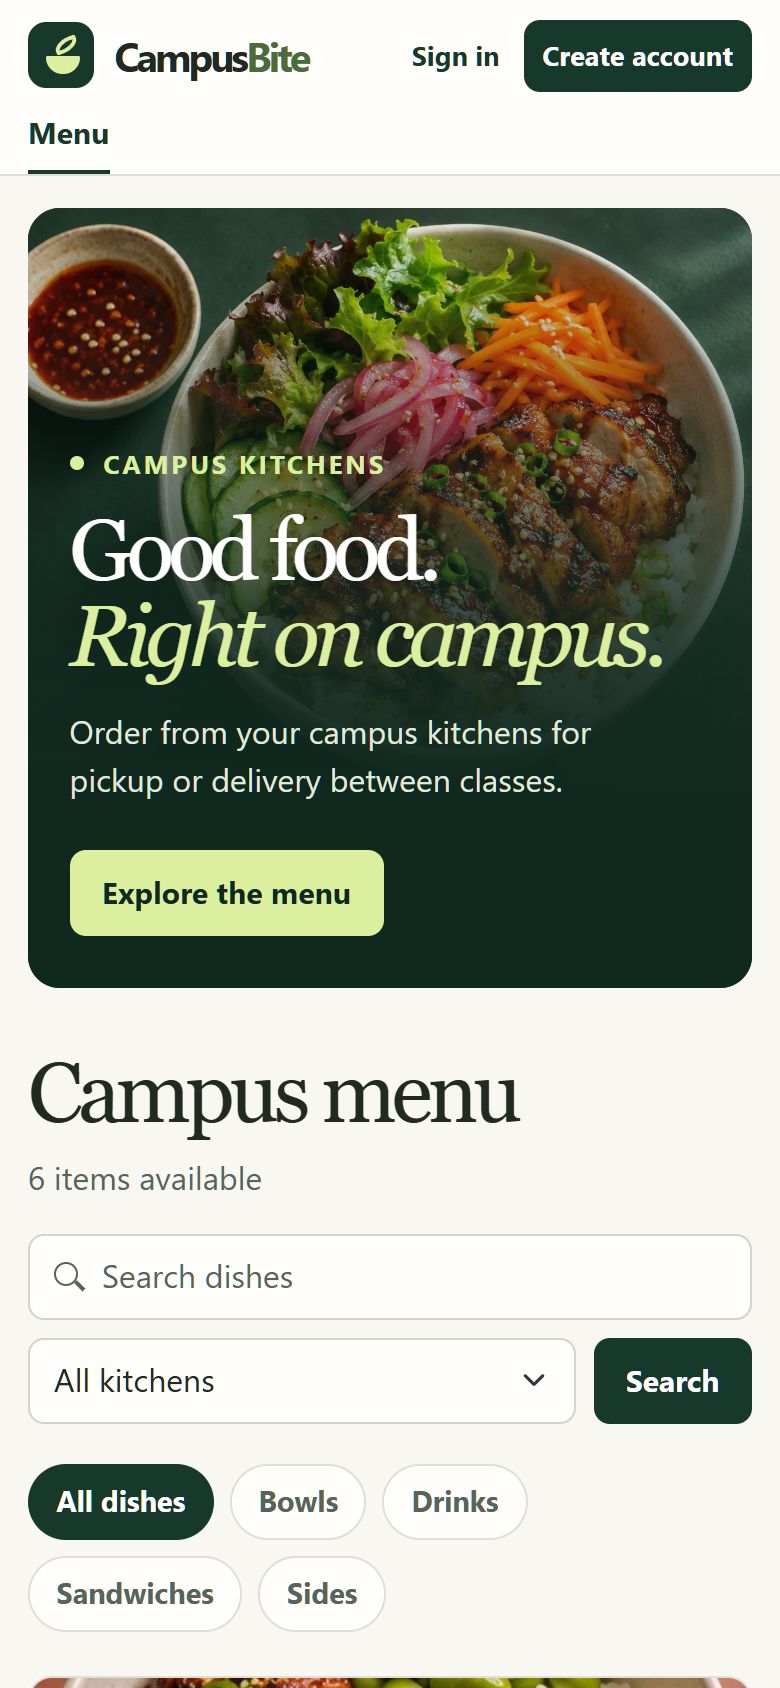 CampusBite
Sign in
Create account
Menu
CAMPUS KITCHENS
Good food.
Right on campus.
Order from your campus kitchens for
pickup or delivery between classes.
Explore the menu
Campus menu
6 items available
Search dishes
All kitchens
Search
All dishes
Bowls
Drinks
Sandwiches
Sides